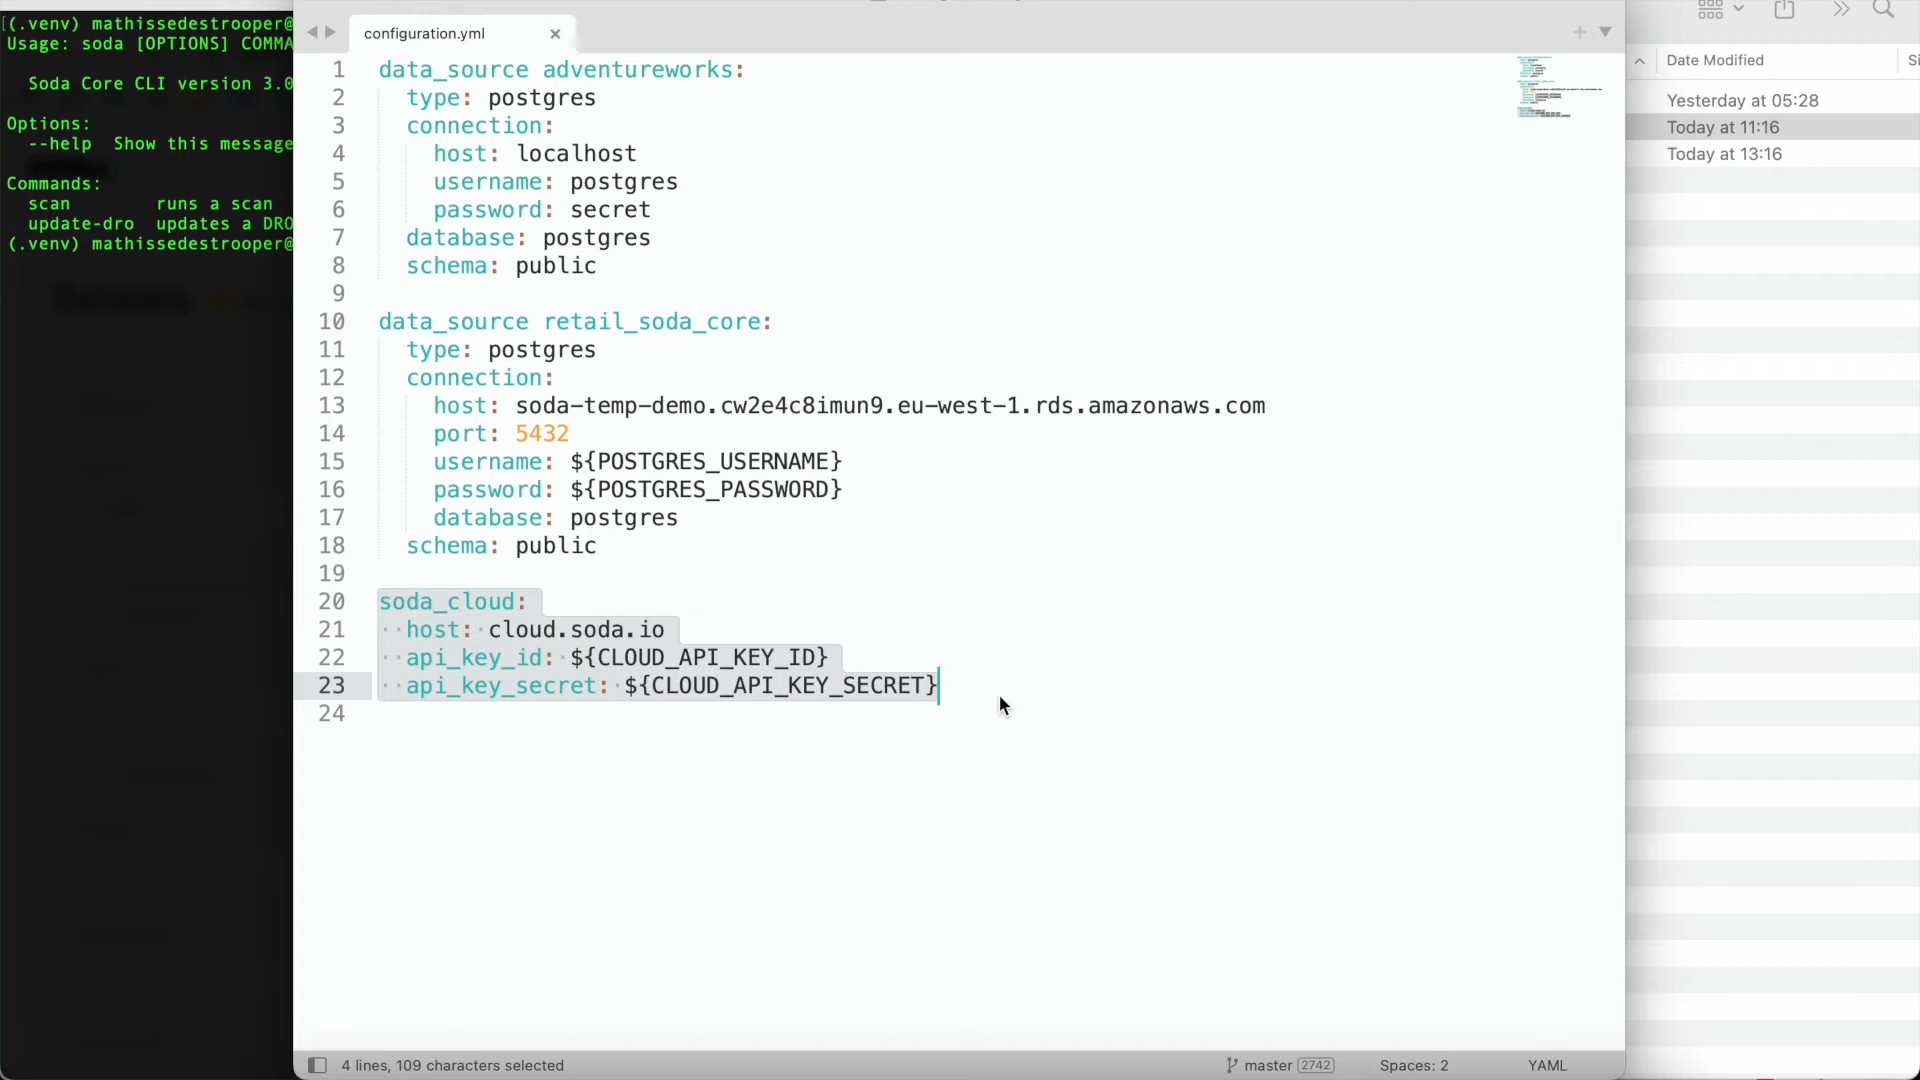 (.venv) mathissedestrooper@
Usage: soda [OPTIONS] COMMA
Soda Core CLI version 3.0
Options:
--help  Show this message
Commands:
scan        runs a scan
update-dro  updates a DRO
(.venv) mathissedestrooper@
configuration.yml
1 data_source adventureworks:
2   type: postgres
3   connection:
4     host: localhost
5     username: postgres
6     password: secret
7   database: postgres
8   schema: public
9
10 data_source retail_soda_core:
11   type: postgres
12   connection:
13     host: soda-temp-demo.cw2e4c8imun9.eu-west-1.rds.amazonaws.com
14     port: 5432
15     username: ${POSTGRES_USERNAME}
16     password: ${POSTGRES_PASSWORD}
17     database: postgres
18   schema: public
19
20 soda_cloud:
21   host: cloud.soda.io
22   api_key_id: ${CLOUD_API_KEY_ID}
23   api_key_secret: ${CLOUD_API_KEY_SECRET}
24
4 lines, 109 characters selected
master 2742
Spaces: 2
YAML
Date Modified
Yesterday at 05:28
Today at 11:16
Today at 13:16